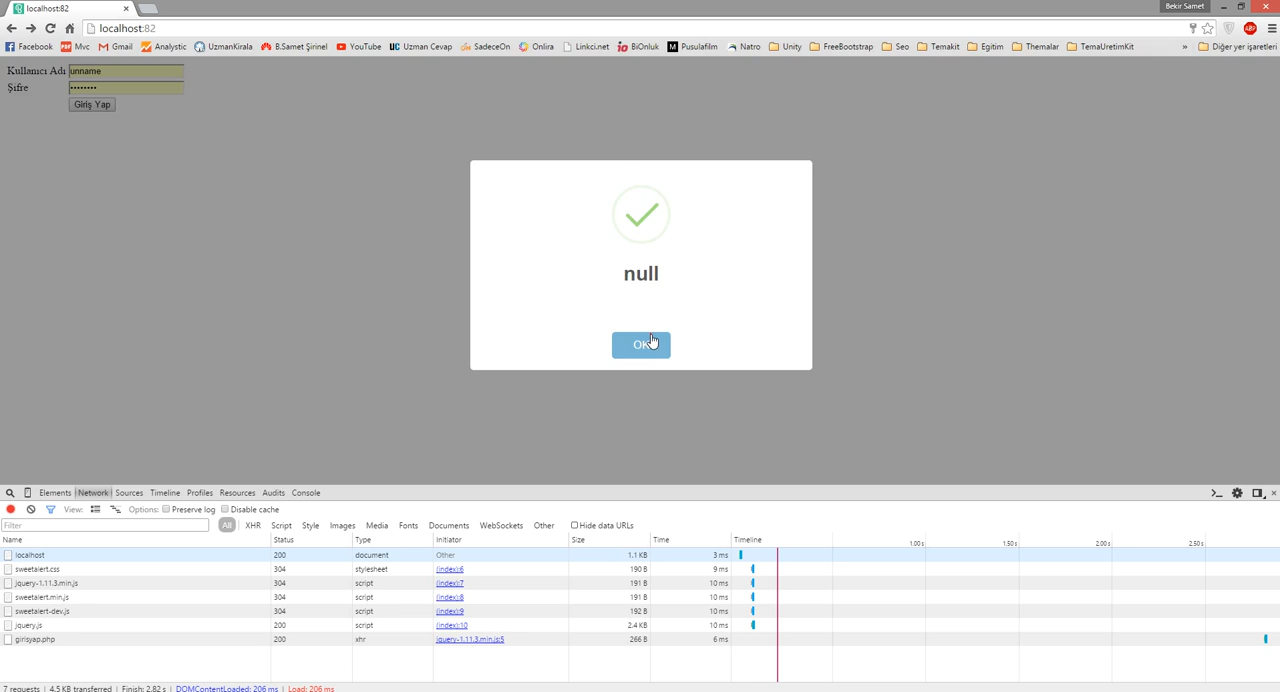 localhost:82
Bekir Samet
localhost:82
Facebook Mvc Gmail Analytic UzmanKirala B.Samet Şirinel YouTube Uzman Cevap SadeceOn Onlira Linkci.net BiOnluk Pusulafilm Natro Unity FreeBootstrap Seo Temakit Egitim Themalar TemaUretimKit » Diğer yer işaretleri
Kullanıcı Adı unname
Şifre ••••••••
Giriş Yap
null
OK
Elements Network Sources Timeline Profiles Resources Audits Console
View: Options: Preserve log Disable cache
Filter All XHR Script Style Images Media Fonts Documents WebSockets Other Hide data URLs
Name Status Type Initiator Size Time Timeline 1.00 s 1.50 s 2.00 s 2.50 s
localhost 200 document Other 1.1 KB 3 ms
sweetalert.css 304 stylesheet (index):6 190 B 9 ms
jquery-1.11.3.min.js 304 script (index):7 191 B 10 ms
sweetalert.min.js 304 script (index):8 191 B 10 ms
sweetalert-dev.js 304 script (index):9 192 B 10 ms
jquery.js 200 script (index):10 2.4 KB 10 ms
girisyap.php 200 xhr jquery-1.11.3.min.js:5 266 B 6 ms
7 requests | 4.5 KB transferred | Finish: 2.82 s | DOMContentLoaded: 206 ms | Load: 206 ms